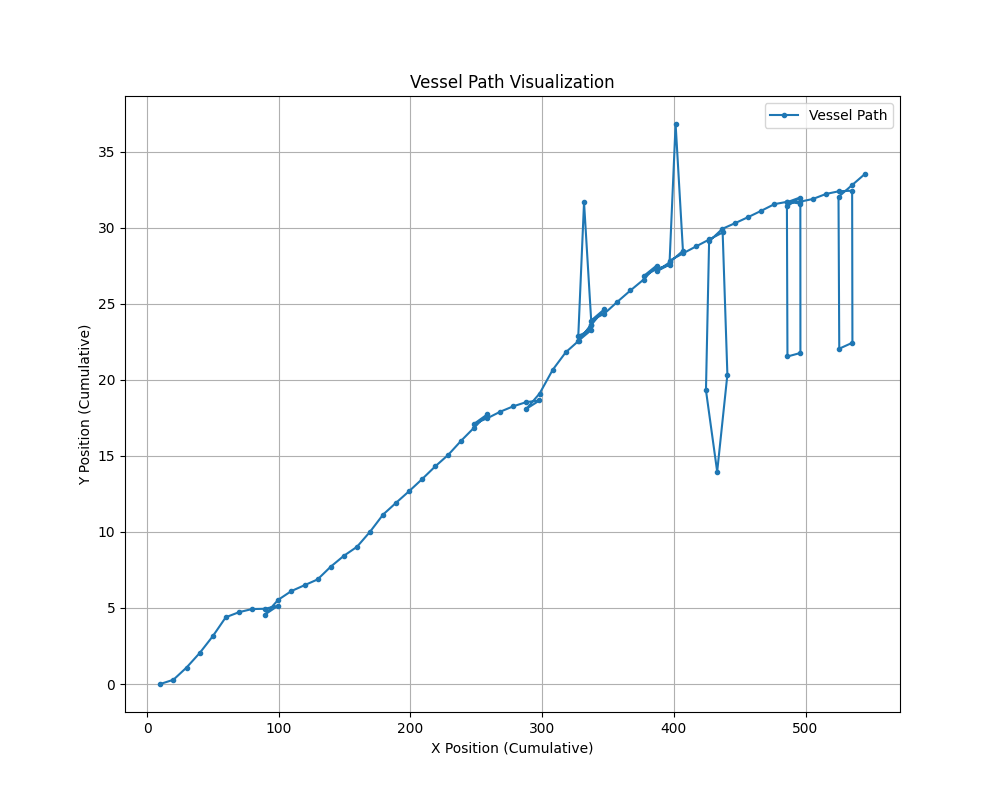 Vessel Path Visualization
Vessel Path
Y Position (Cumulative)
35
30
25
20
15
10
5
0
0 100 200 300 400 500
X Position (Cumulative)